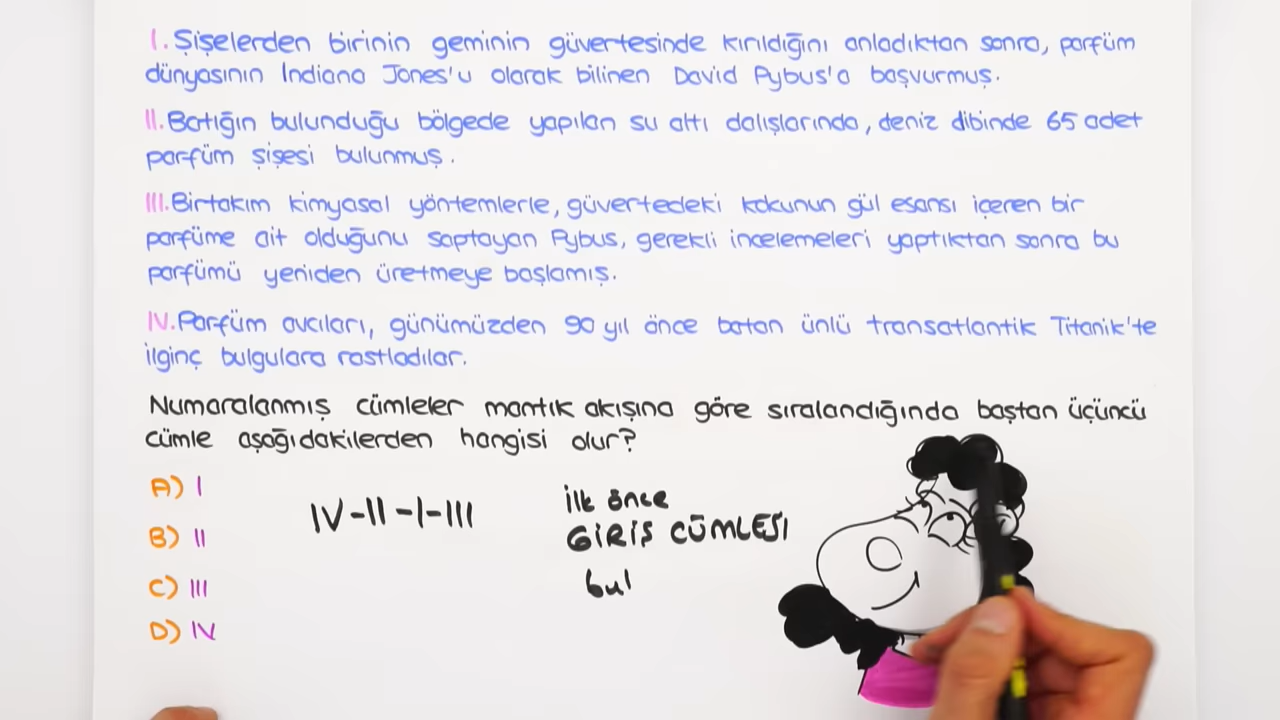 I. Şişelerden birinin geminin güvertesinde kırıldığını anladıktan sonra, parfüm
dünyasının Indiana Jones'u olarak bilinen David Pybus'a başvurmuş.
II. Batığın bulunduğu bölgede yapılan su altı dalışlarında, deniz dibinde 65 adet
parfüm şişesi bulunmuş.
III. Birtakım kimyasal yöntemlerle, güvertedeki kokunun gül esansı içeren bir
parfüme ait olduğunu saptayan Pybus, gerekli incelemeleri yaptıktan sonra bu
parfümü yeniden üretmeye başlamış.
IV. Parfüm avcıları, günümüzden 90 yıl önce batan ünlü transatlantik Titanik'te
ilginç bulgulara rastladılar.
Numaralanmış cümleler mantık akışına göre sıralandığında baştan üçüncü
cümle aşağıdakilerden hangisi olur?
A) I
B) II
C) III
D) IV
IV-II-I-III
ilk önce
GİRİŞ CÜMLESİ
bul